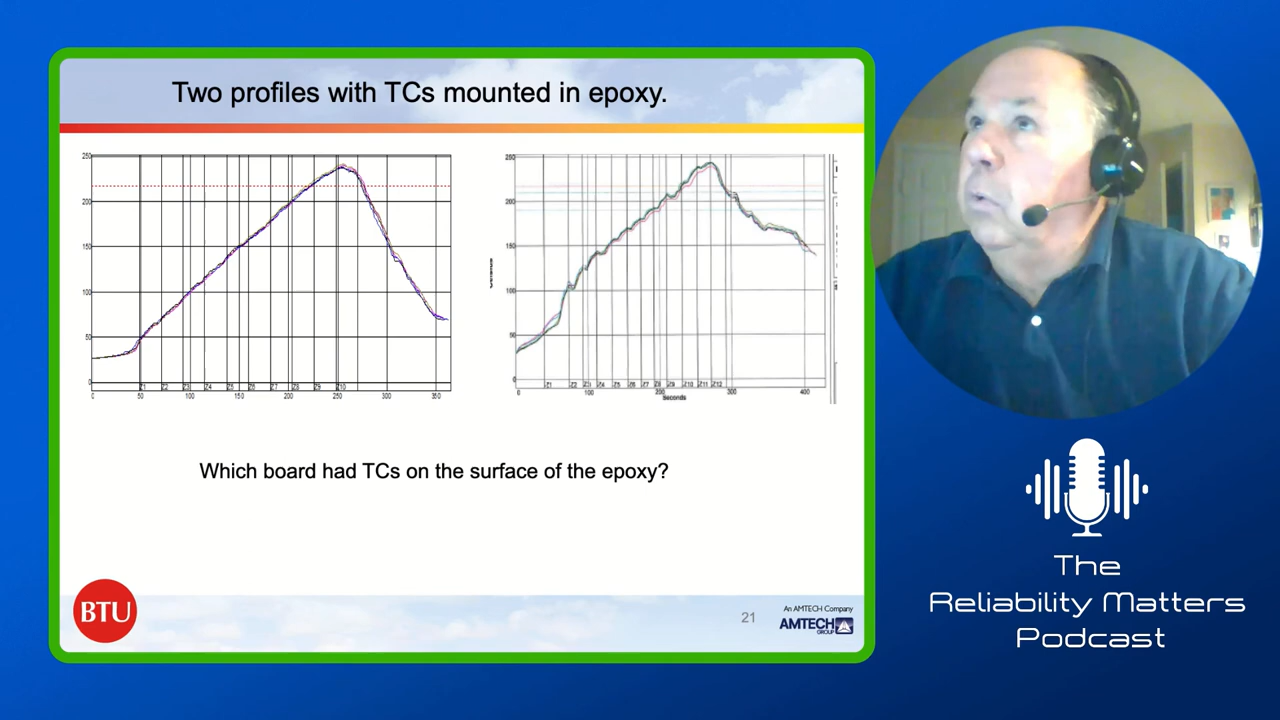 Two profiles with TCs mounted in epoxy.
250
200
150
100
50
0
Z1 Z2 Z3 Z4 Z5 Z6 Z7 Z8 Z9 Z10
0 50 100 150 200 250 300 350
250
200
150
100
50
0
Z1 Z2 Z3 Z4 Z5 Z6 Z7 Z8 Z9 Z10 Z11 Z12
0 100 200 300 400
Seconds
Which board had TCs on the surface of the epoxy?
BTU
21
An AMTECH Company
AMTECH
GROUP
The
Reliability Matters
Podcast